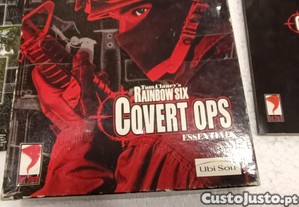 Tom Clancy's
RAINBOW SIX
COVERT OPS
ESSENTIALS
Ubi Soft
CustoJusto.pt